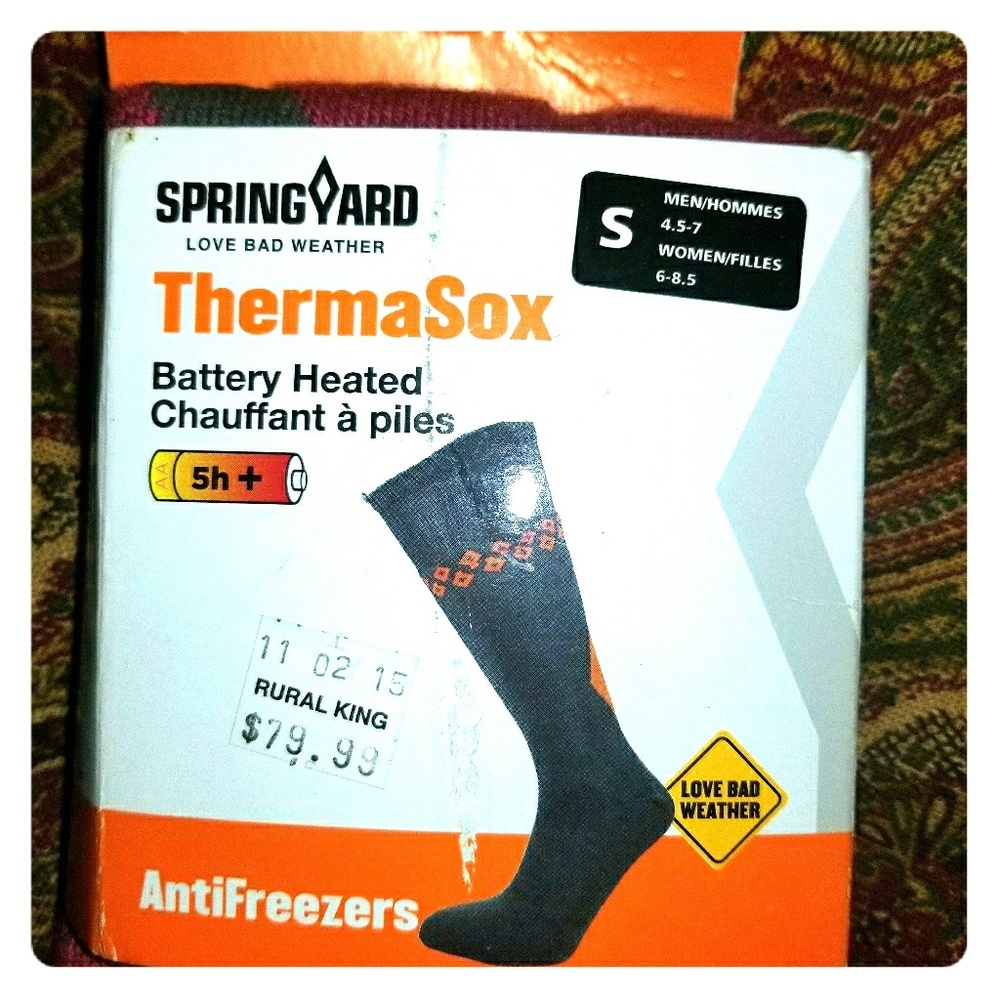 SPRINGYARD
LOVE BAD WEATHER
ThermaSox
Battery Heated
Chauffant à piles
AA
5h +
S
MEN/HOMMES
4.5-7
WOMEN/FILLES
6-8.5
11 02 15
RURAL KING
$79.99
LOVE BAD
WEATHER
AntiFreezers